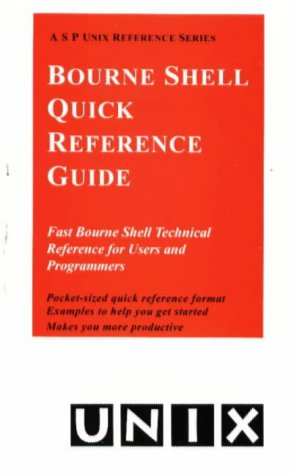 A S P UNIX REFERENCE SERIES
BOURNE SHELL
QUICK
REFERENCE
GUIDE
Fast Bourne Shell Technical
Reference for Users and
Programmers
Pocket-sized quick reference format
Examples to help you get started
Makes you more productive
UNIX